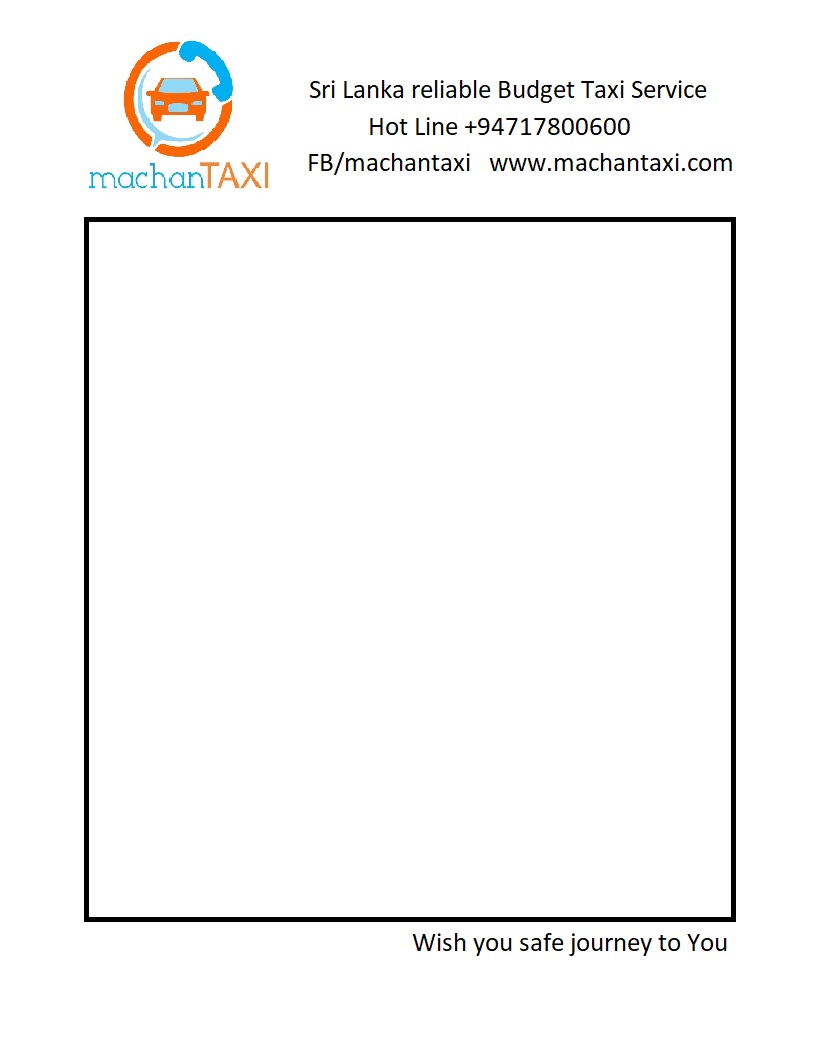 machanTAXI
Sri Lanka reliable Budget Taxi Service
Hot Line +94717800600
FB/machantaxi www.machantaxi.com
Wish you safe journey to You